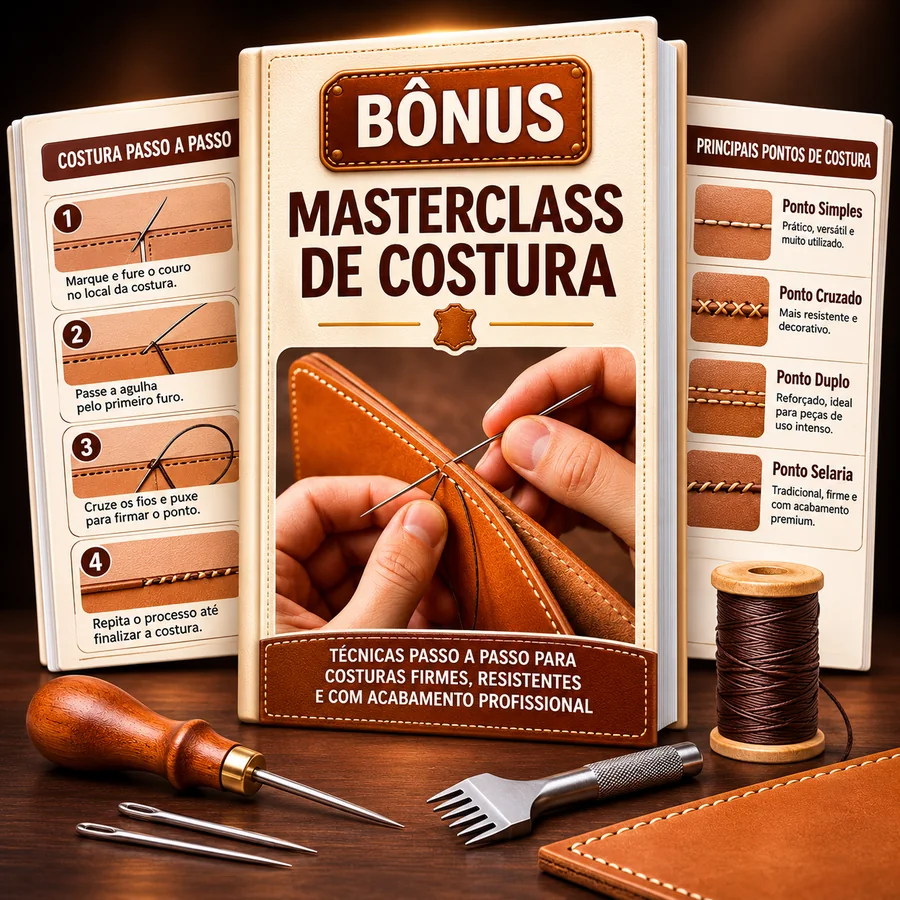 BÔNUS
MASTERCLASS
DE COSTURA
TÉCNICAS PASSO A PASSO PARA
COSTURAS FIRMES, RESISTENTES
E COM ACABAMENTO PROFISSIONAL
COSTURA PASSO A PASSO
1
Marque e fure o couro
no local da costura.
2
Passe a agulha
pelo primeiro furo.
3
Cruze os fios e puxe
para firmar o ponto.
4
Repita o processo até
finalizar a costura.
PRINCIPAIS PONTOS DE COSTURA
Ponto Simples
Prático, versátil e
muito utilizado.
Ponto Cruzado
Mais resistente e
decorativo.
Ponto Duplo
Reforçado, ideal
para peças de
uso intenso.
Ponto Selaria
Tradicional, firme e
com acabamento
premium.